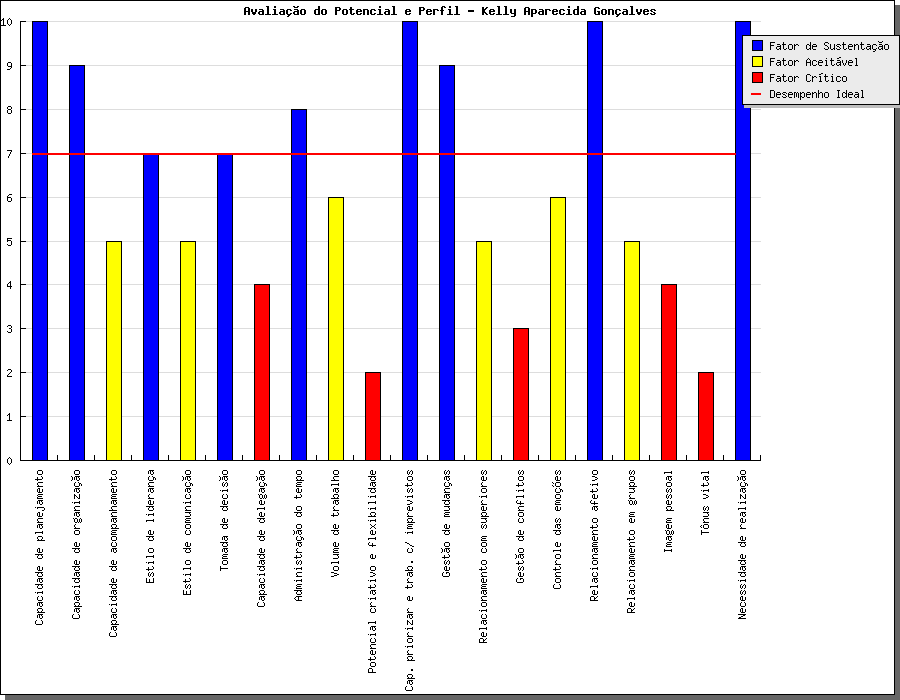 Avaliação do Potencial e Perfil - Kelly Aparecida Gonçalves
10
9
8
7
6
5
4
3
2
1
0
Fator de Sustentação
Fator Aceitável
Fator Crítico
Desempenho Ideal
Capacidade de planejamento
Capacidade de organização
Capacidade de acompanhamento
Estilo de liderança
Estilo de comunicação
Tomada de decisão
Capacidade de delegação
Administração do tempo
Volume de trabalho
Potencial criativo e flexibilidade
Cap. priorizar e trab. c/ imprevistos
Gestão de mudanças
Relacionamento com superiores
Gestão de conflitos
Controle das emoções
Relacionamento afetivo
Relacionamento em grupos
Imagem pessoal
Tônus vital
Necessidade de realização